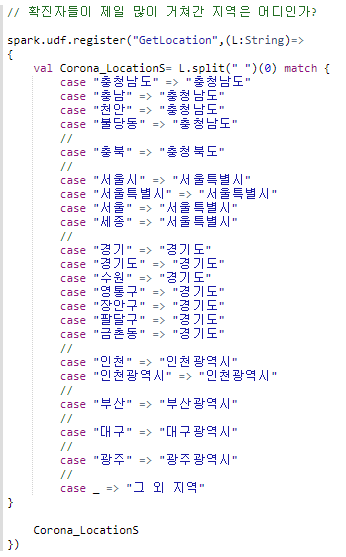 // 확진자들이 제일 많이 거쳐간 지역은 어디인가?
spark.udf.register("GetLocation",(L:String)=>
{
val Corona_LocationS= L.split(" ")(0) match {
case "충청남도" => "충청남도"
case "충남" => "충청남도"
case "천안" => "충청남도"
case "불당동" => "충청남도"
//
case "충북" => "충청북도"
//
case "서울시" => "서울특별시"
case "서울특별시" => "서울특별시"
case "서울" => "서울특별시"
case "세종" => "서울특별시"
//
case "경기" => "경기도"
case "경기도" => "경기도"
case "수원" => "경기도"
case "영통구" => "경기도"
case "장안구" => "경기도"
case "팔달구" => "경기도"
case "금촌동" => "경기도"
//
case "인천" => "인천광역시"
case "인천광역시" => "인천광역시"
//
case "부산" => "부산광역시"
//
case "대구" => "대구광역시"
//
case "광주" => "광주광역시"
//
case _ => "그 외 지역"
}
Corona_LocationS
})